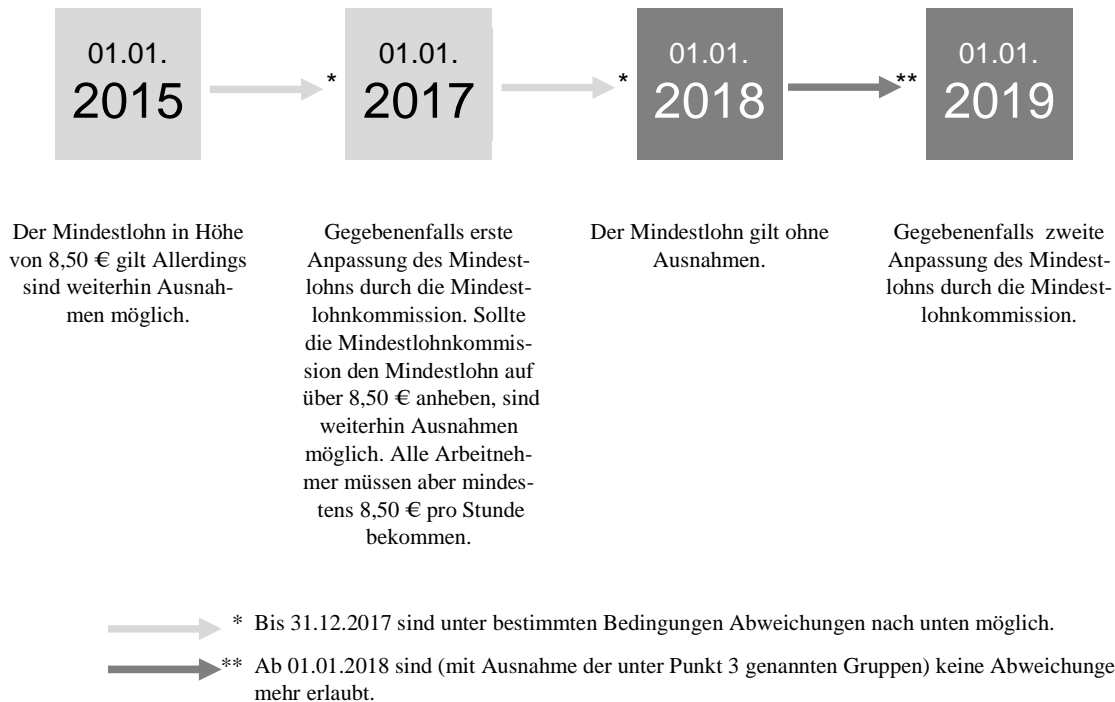 01.01.
2015
*
01.01.
2017
*
01.01.
2018
**
01.01.
2019
Der Mindestlohn in Höhe
von 8,50 € gilt Allerdings
sind weiterhin Ausnah-
men möglich.
Gegebenenfalls erste
Anpassung des Mindest-
lohns durch die Mindest-
lohnkommission. Sollte
die Mindestlohnkommis-
sion den Mindestlohn auf
über 8,50 € anheben, sind
weiterhin Ausnahmen
möglich. Alle Arbeitneh-
mer müssen aber mindes-
tens 8,50 € pro Stunde
bekommen.
Der Mindestlohn gilt ohne
Ausnahmen.
Gegebenenfalls zweite
Anpassung des Mindest-
lohns durch die Mindest-
lohnkommission.
* Bis 31.12.2017 sind unter bestimmten Bedingungen Abweichungen nach unten möglich.
** Ab 01.01.2018 sind (mit Ausnahme der unter Punkt 3 genannten Gruppen) keine Abweichunge
mehr erlaubt.